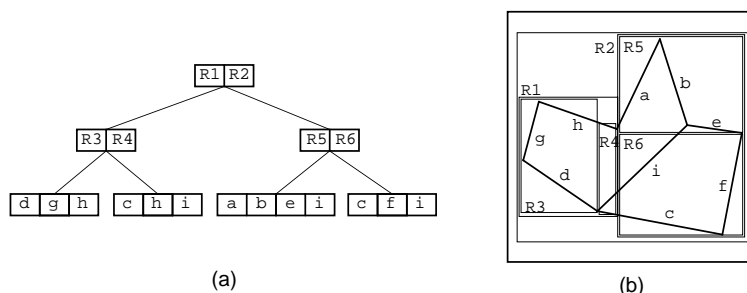 R1 R2
R3 R4
R5 R6
d g h
c h i
a b e i
c f i
(a)
R2 R5
b
R1
a
h
e
g
R4 R6
i
d
f
R3
c
(b)